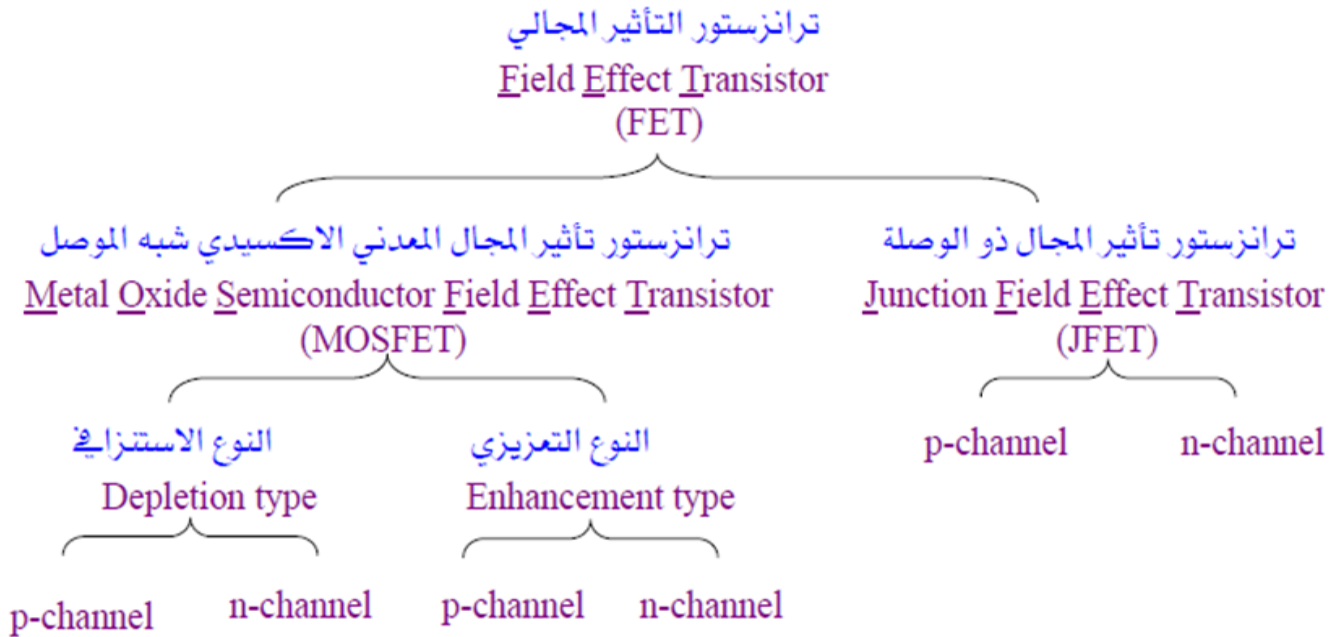 ترانزستور التأثير المجالي
Field Effect Transistor
(FET)
ترانزستور تأثير المجال المعدني الاكسيدي شبه الموصل
Metal Oxide Semiconductor Field Effect Transistor
(MOSFET)
ترانزستور تأثير المجال ذو الوصلة
Junction Field Effect Transistor
(JFET)
النوع الاستنزافي
Depletion type
النوع التعزيزي
Enhancement type
p-channel
n-channel
p-channel
n-channel
p-channel
n-channel